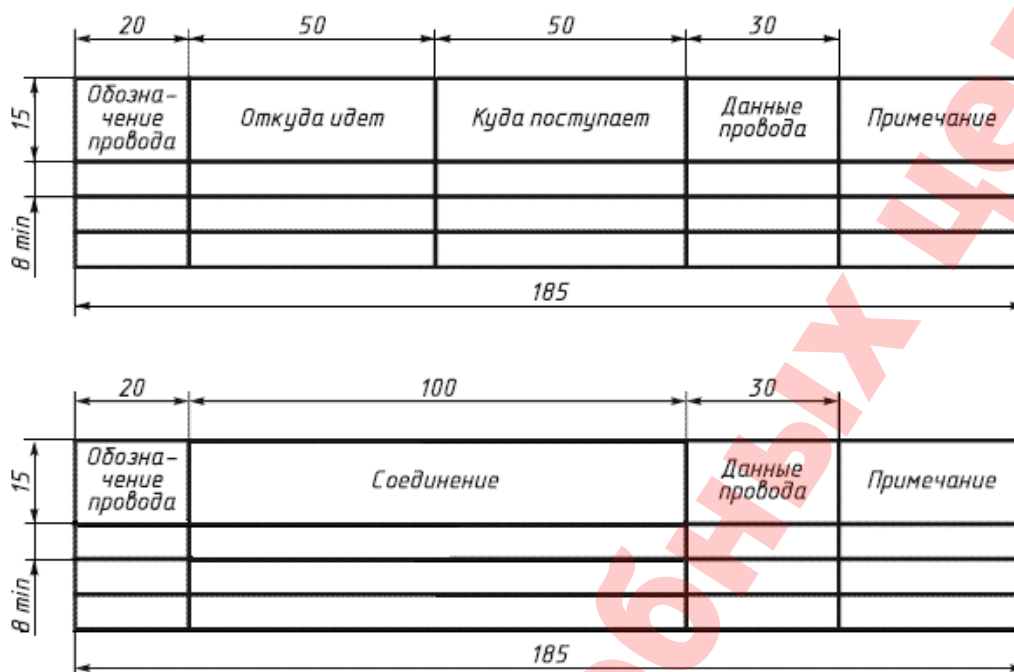 20 50 50 30
15
Обозна-
чение
провода
Откуда идет
Куда поступает
Данные
провода
Примечание
8 min
185
20 100 30
15
Обозна-
чение
провода
Соединение
Данные
провода
Примечание
8 min
185